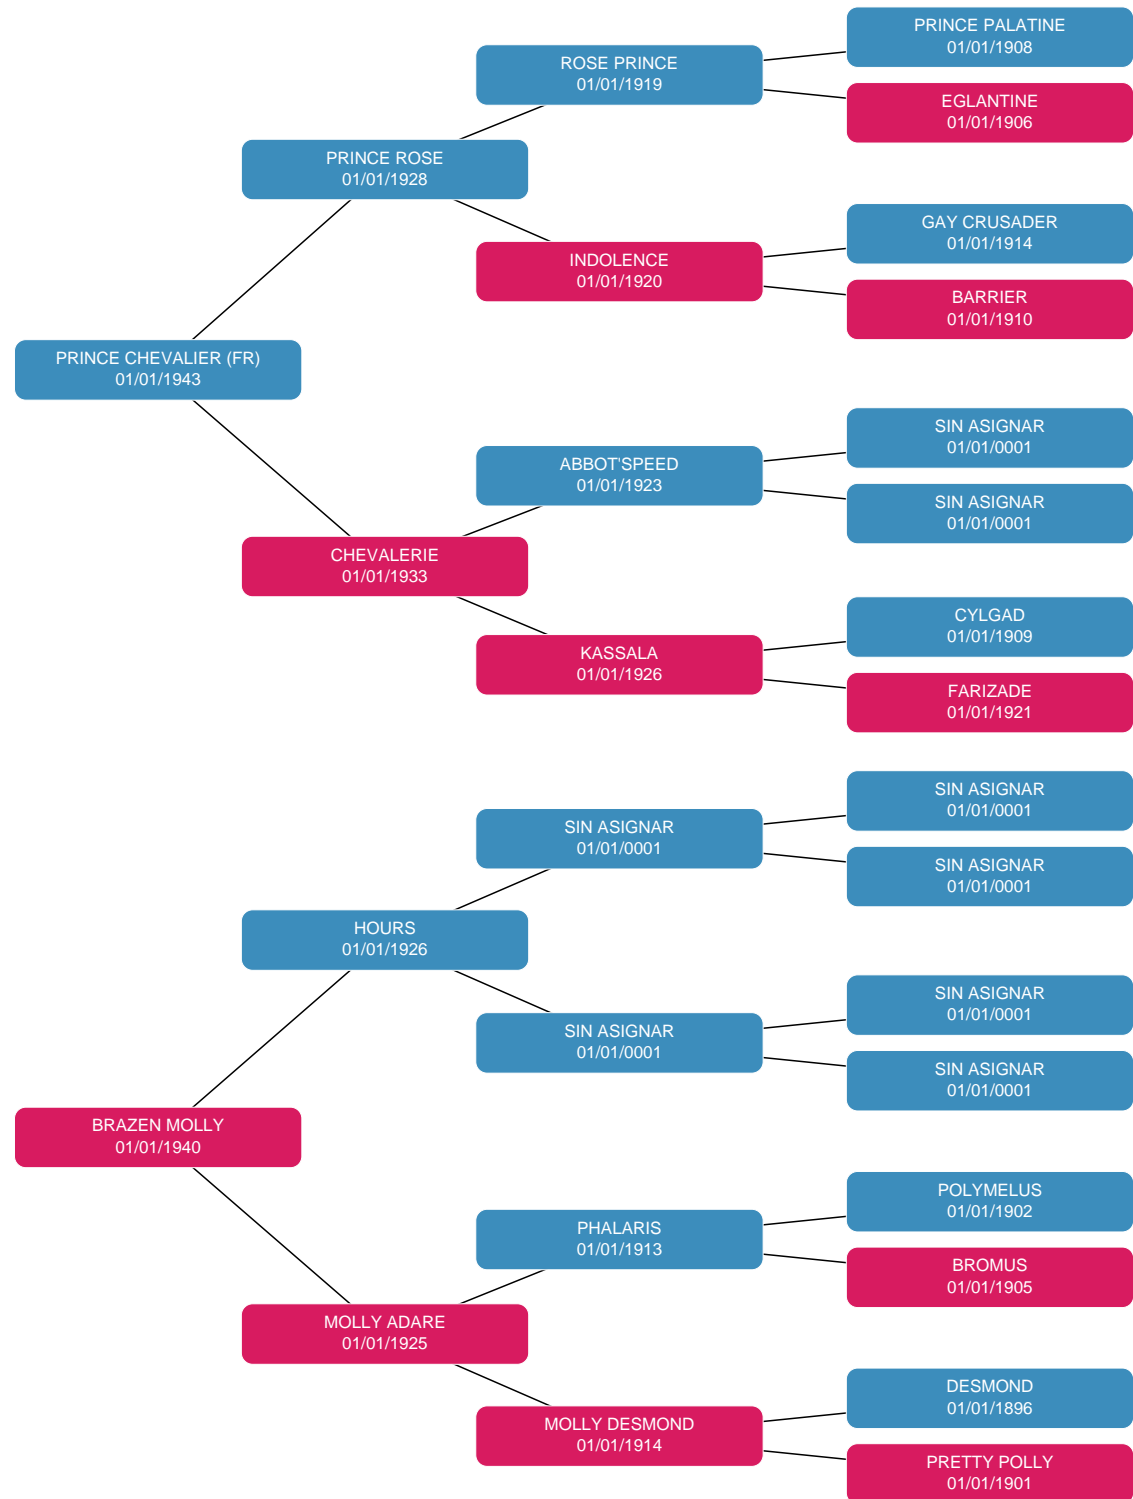 PRINCE PALATINE
01/01/1908
ROSE PRINCE
01/01/1919
EGLANTINE
01/01/1906
PRINCE ROSE
01/01/1928
GAY CRUSADER
01/01/1914
INDOLENCE
01/01/1920
BARRIER
01/01/1910
PRINCE CHEVALIER (FR)
01/01/1943
SIN ASIGNAR
01/01/0001
ABBOT'SPEED
01/01/1923
SIN ASIGNAR
01/01/0001
CHEVALERIE
01/01/1933
CYLGAD
01/01/1909
KASSALA
01/01/1926
FARIZADE
01/01/1921
SIN ASIGNAR
01/01/0001
SIN ASIGNAR
01/01/0001
SIN ASIGNAR
01/01/0001
HOURS
01/01/1926
SIN ASIGNAR
01/01/0001
SIN ASIGNAR
01/01/0001
SIN ASIGNAR
01/01/0001
BRAZEN MOLLY
01/01/1940
POLYMELUS
01/01/1902
PHALARIS
01/01/1913
BROMUS
01/01/1905
MOLLY ADARE
01/01/1925
DESMOND
01/01/1896
MOLLY DESMOND
01/01/1914
PRETTY POLLY
01/01/1901